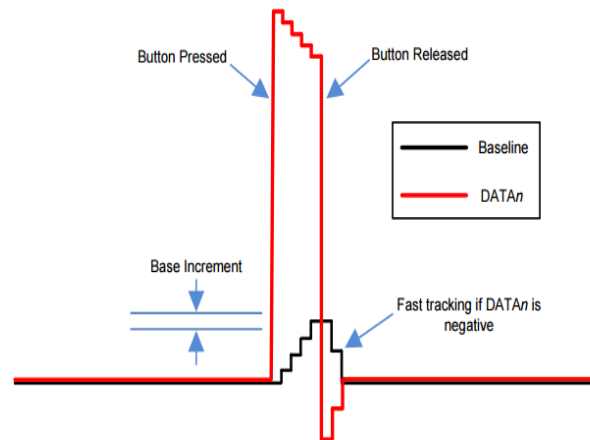 Button Pressed
Button Released
Baseline
DATAn
Base Increment
Fast tracking if DATAn is
negative